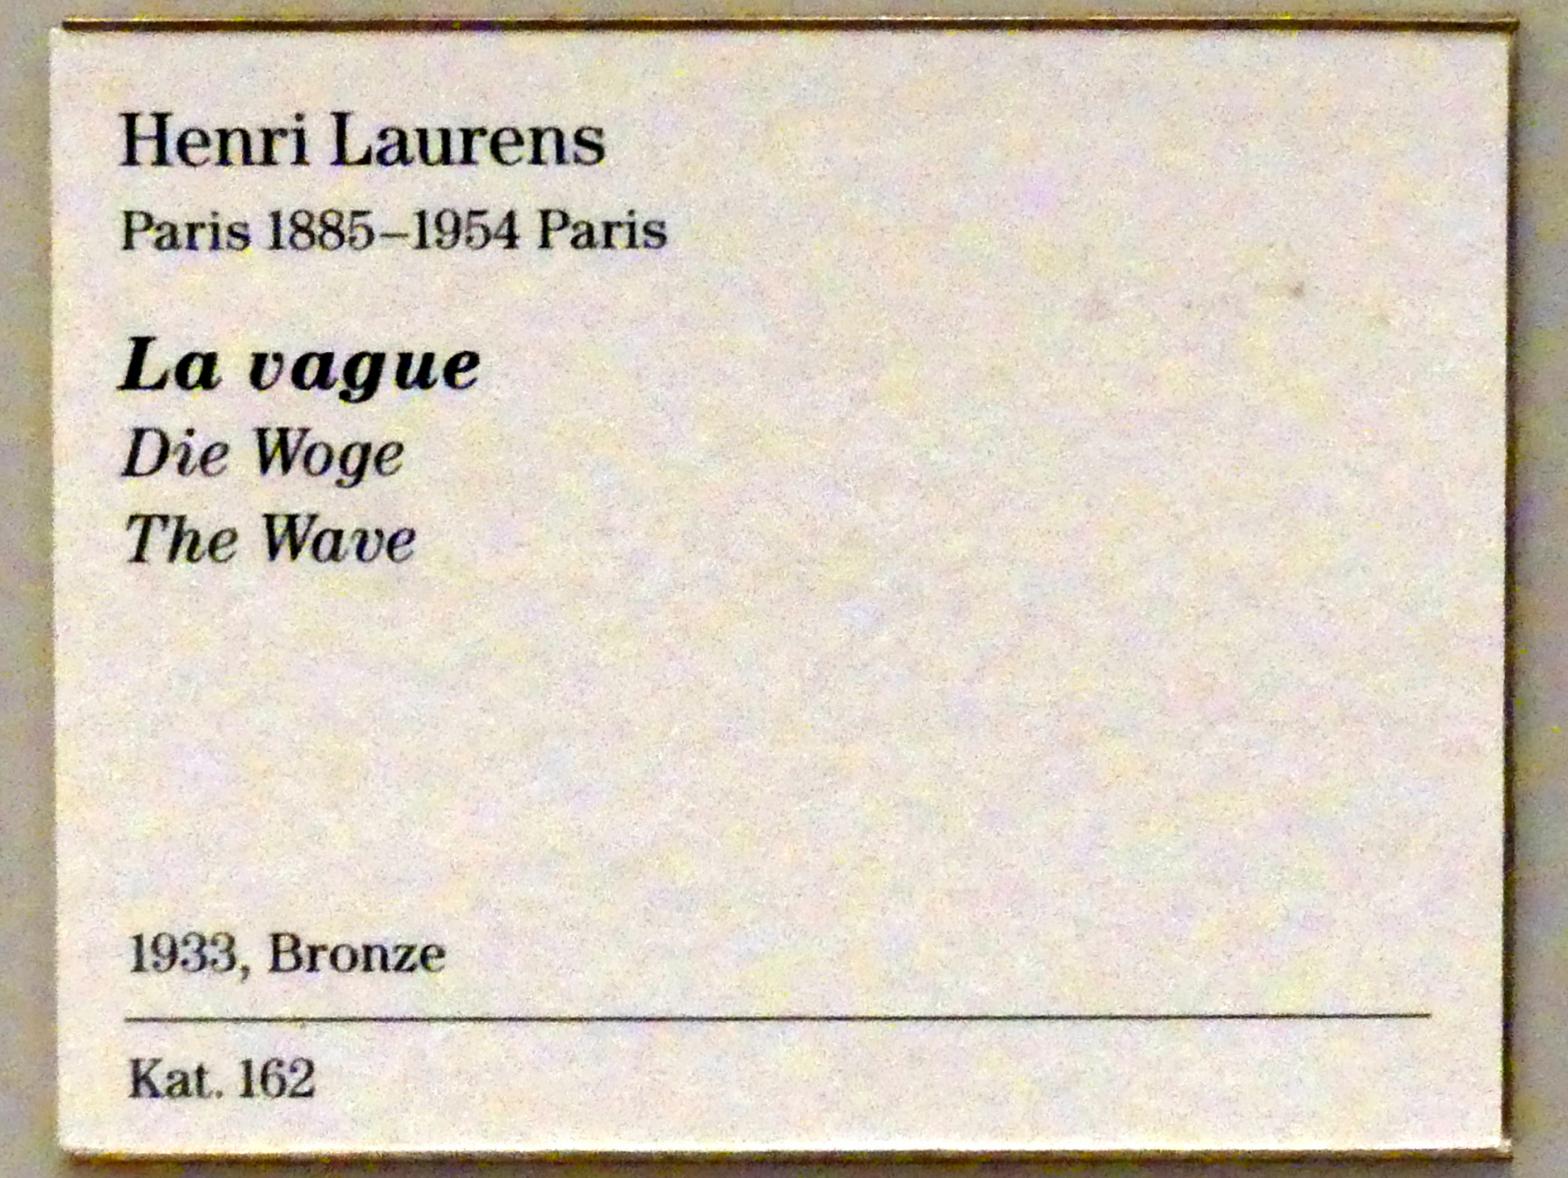 Henri Laurens
Paris 1885–1954 Paris
La vague
Die Woge
The Wave
1933, Bronze
Kat. 162